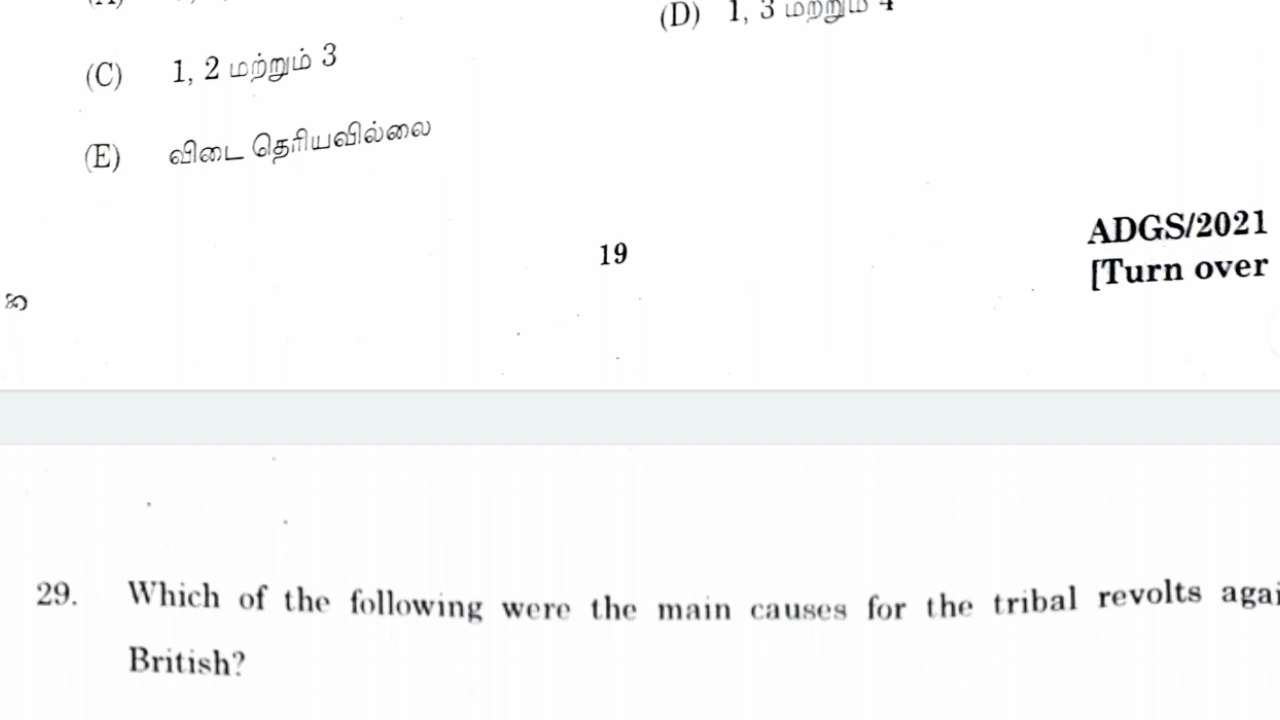 (D) 1, 3 மற்றும் 4
(C) 1, 2 மற்றும் 3
(E) விடை தெரியவில்லை
19
ADGS/2021
[Turn over
29. Which of the following were the main causes for the tribal revolts
British?